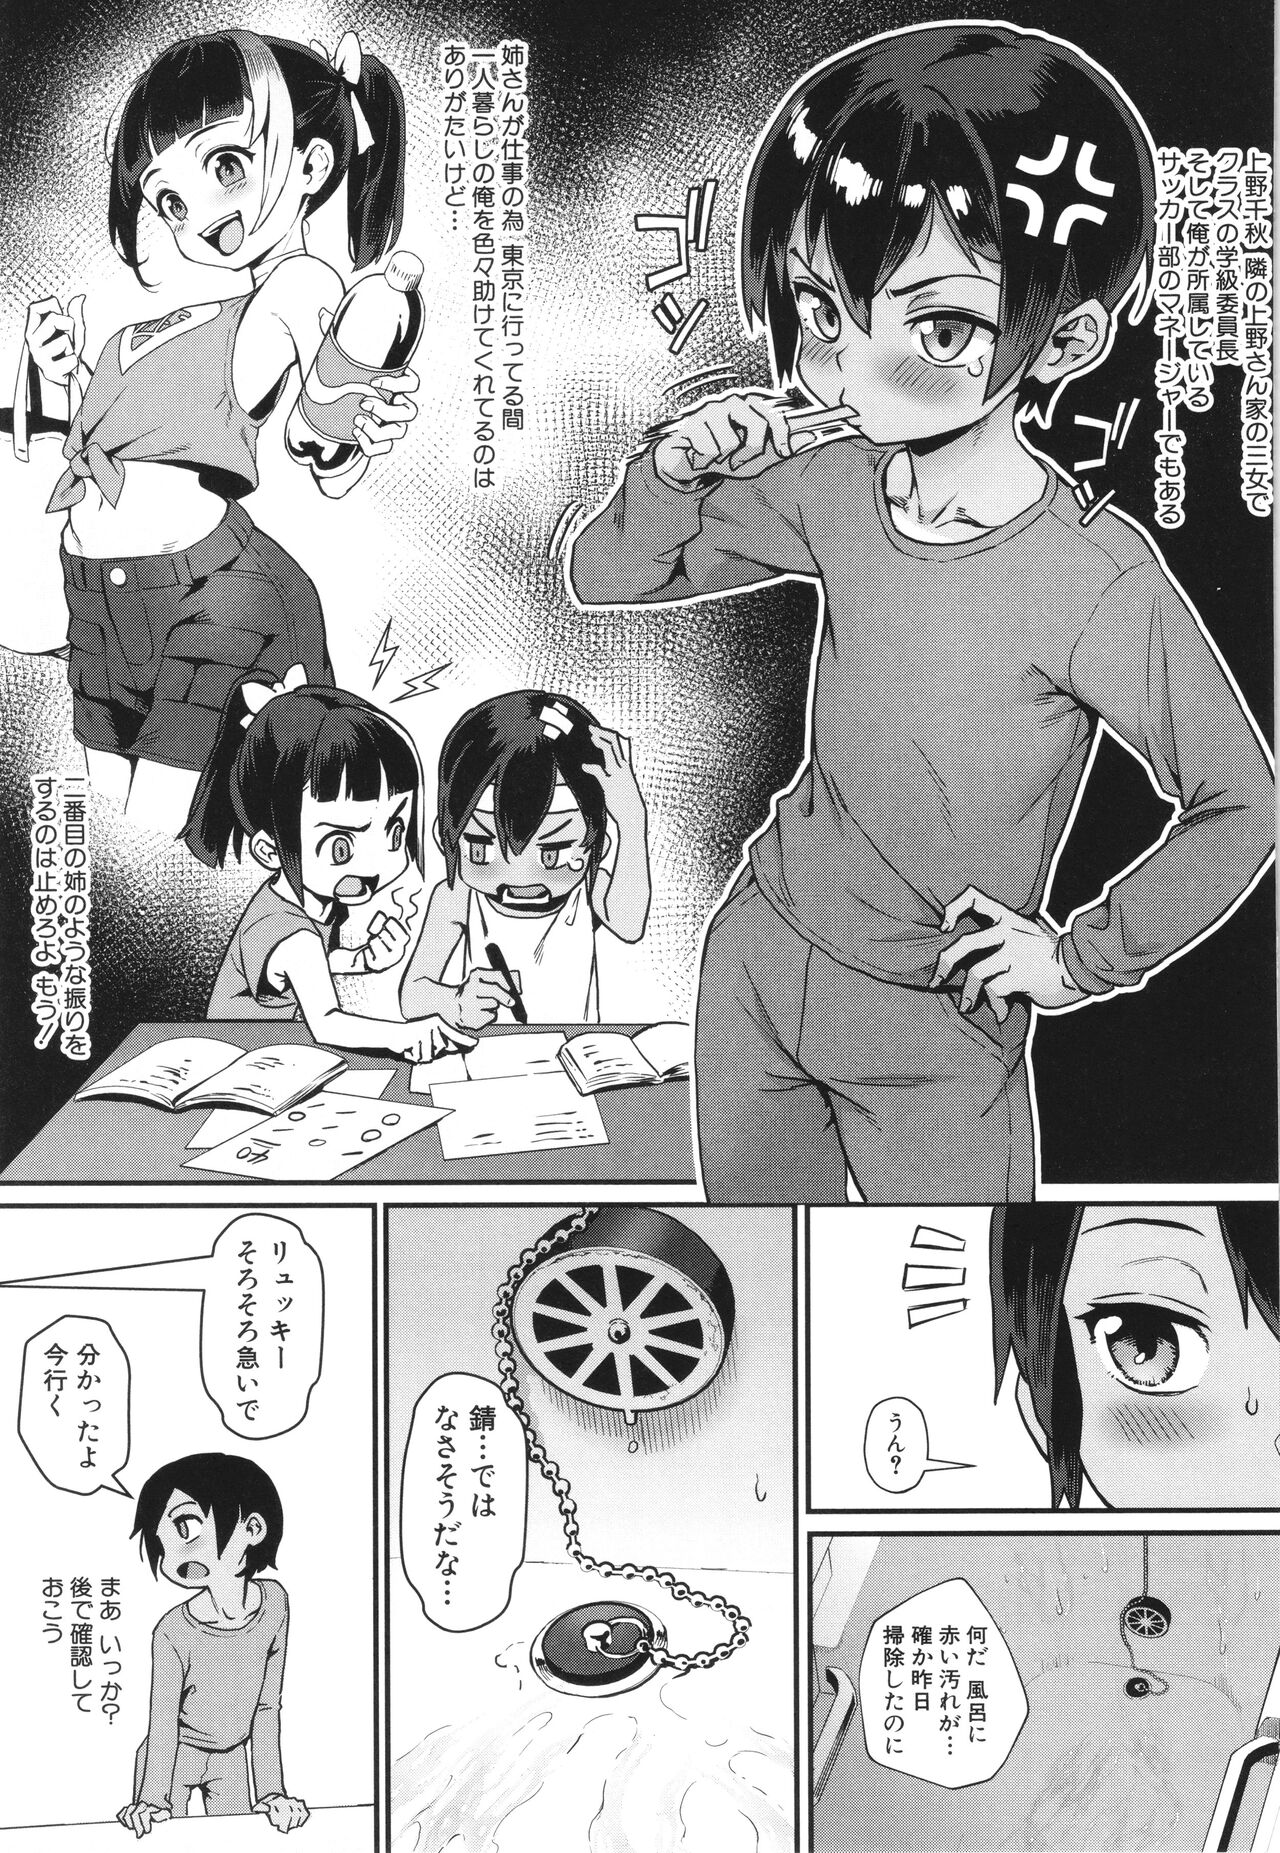 上野千秋 隣の上野さん家の三女で
クラスの学級委員長
そして俺が所属している
サッカー部のマネージャーでもある
ゴシ
ゴシ
姉さんが仕事の為 東京に行ってる間
一人暮らしの俺を色々助けてくれてるのは
ありがたいけど…
二番目の姉のような振りを
するのは止めろよ もう！
うん？
何だ 風呂に
赤い汚れが…
確か昨日
掃除したのに
錆…では
なさそうだな…
リュッキー
そろそろ急いで
分かったよ
今行く
まあ いっか？
後で確認して
おこう